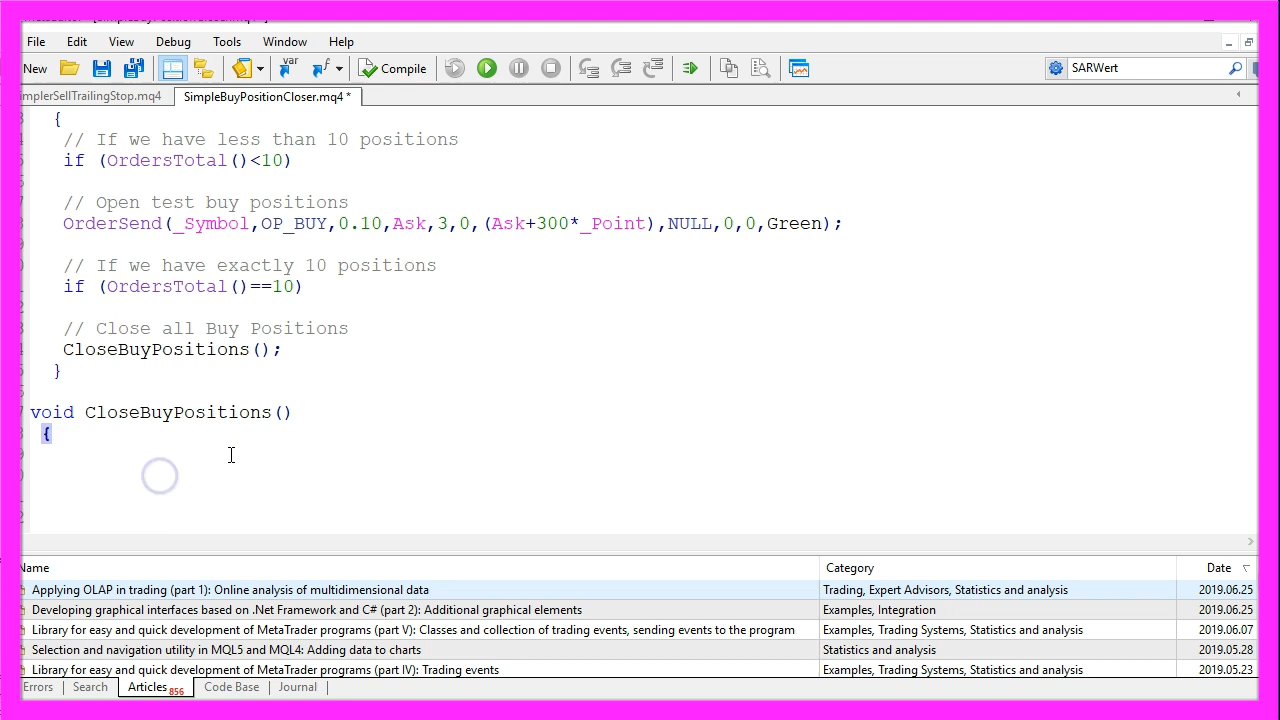 File Edit View Debug Tools Window Help
New Compile SARWert
implerSellTrailingStop.mq4 SimpleBuyPositionCloser.mq4 *
{
// If we have less than 10 positions
if (OrdersTotal()<10)
// Open test buy positions
OrderSend(_Symbol,OP_BUY,0.10,Ask,3,0,(Ask+300*_Point),NULL,0,0,Green);
// If we have exactly 10 positions
if (OrdersTotal()==10)
// Close all Buy Positions
CloseBuyPositions();
}
void CloseBuyPositions()
{
Name Category Date
Applying OLAP in trading (part 1): Online analysis of multidimensional data Trading, Expert Advisors, Statistics and analysis 2019.06.25
Developing graphical interfaces based on .Net Framework and C# (part 2): Additional graphical elements Examples, Integration 2019.06.25
Library for easy and quick development of MetaTrader programs (part V): Classes and collection of trading events, sending events to the program Examples, Trading Systems, Statistics and analysis 2019.06.07
Selection and navigation utility in MQL5 and MQL4: Adding data to charts Statistics and analysis 2019.05.28
Library for easy and quick development of MetaTrader programs (part IV): Trading events Examples, Trading Systems, Statistics and analysis 2019.05.23
Errors Search Articles 856 Code Base Journal